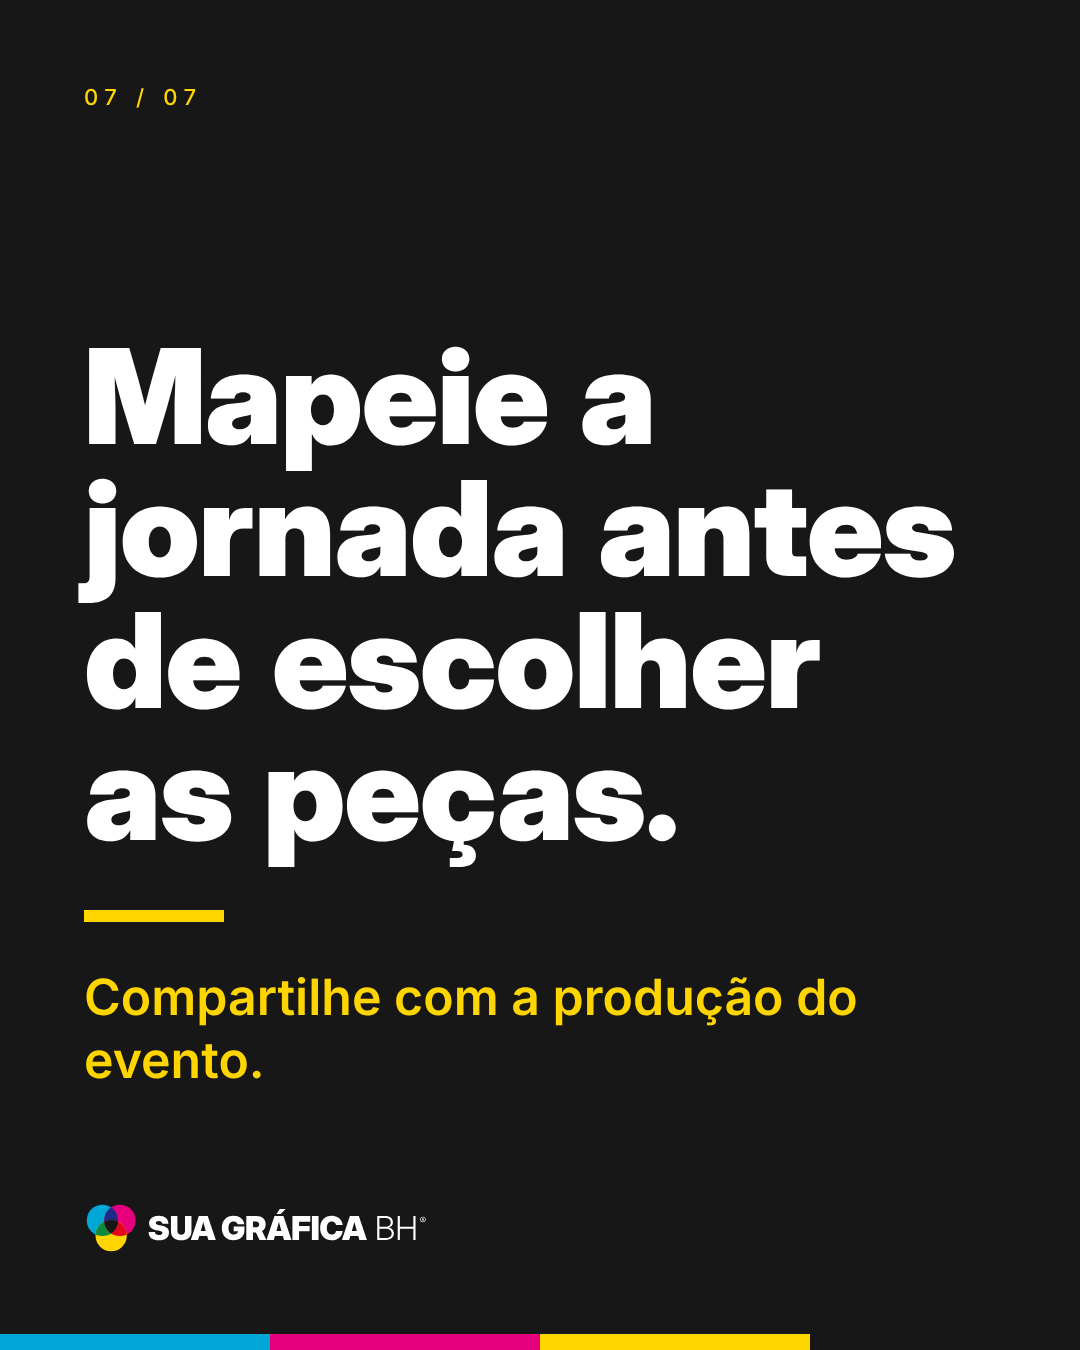 07 / 07
Mapeie a
jornada antes
de escolher
as peças.
Compartilhe com a produção do
evento.
SUA GRÁFICA BH®